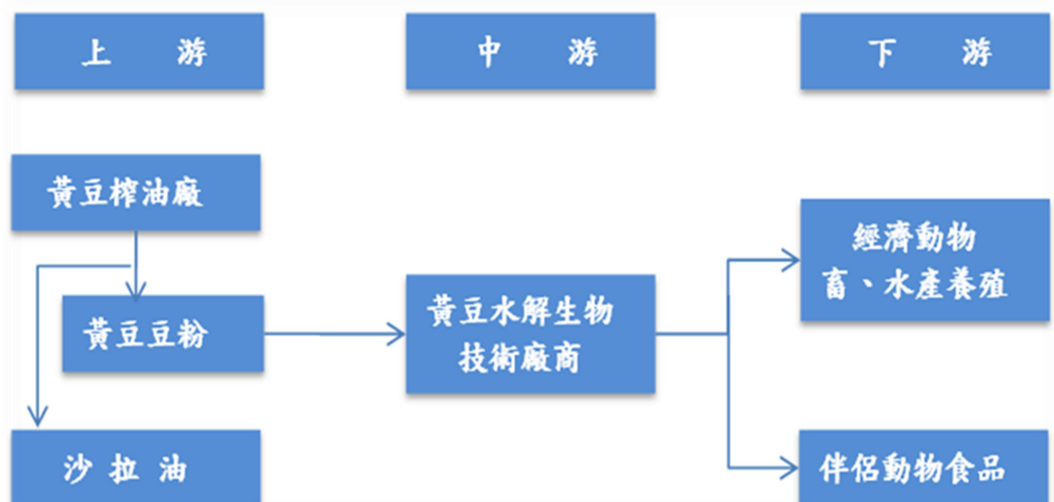 上 游
中 游
下 游
黃豆榨油廠
黃豆豆粉
沙拉油
黃豆水解生物
技術廠商
經濟動物
畜、水產養殖
伴侶動物食品